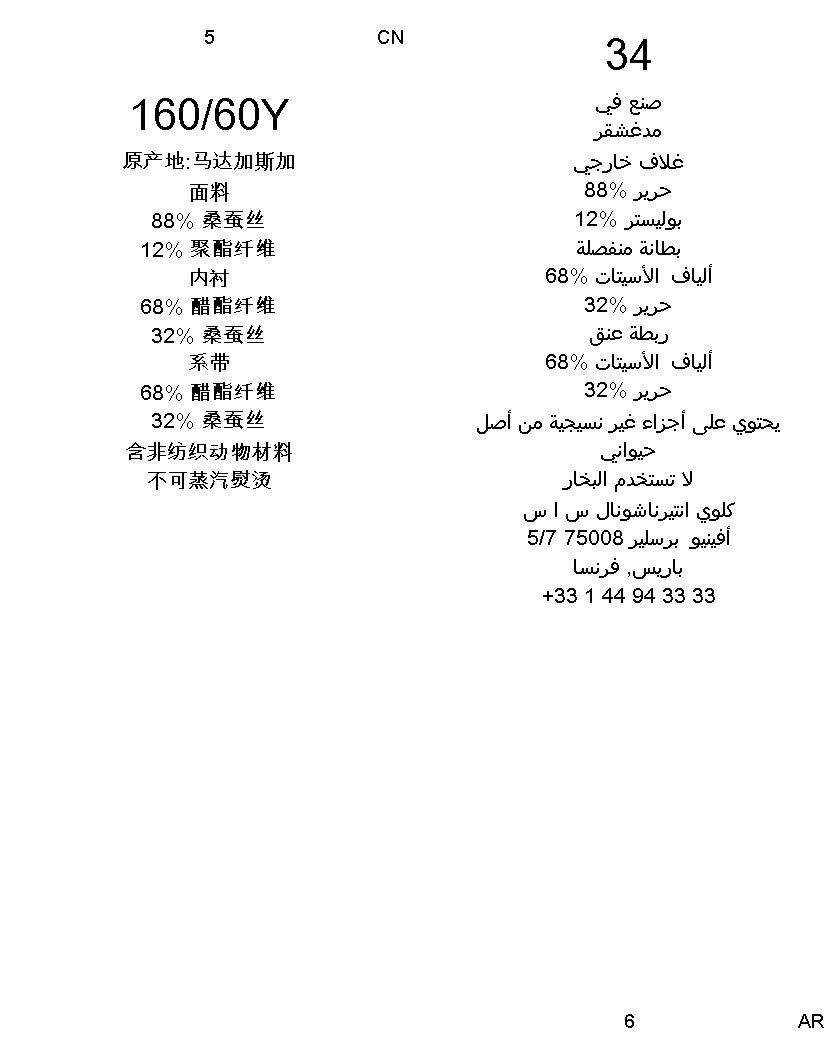 5
CN
160/60Y
原产地:马达加斯加
面料
88% 桑蚕丝
12% 聚酯纤维
内衬
68% 醋酯纤维
32% 桑蚕丝
系带
68% 醋酯纤维
32% 桑蚕丝
含非纺织动物材料
不可蒸汽熨烫
34
صنع في
مدغشقر
غلاف خارجي
88% حرير
12% بوليستر
بطانة منفصلة
68% ألياف الأسيتات
32% حرير
ربطة عنق
68% ألياف الأسيتات
32% حرير
يحتوي على أجزاء غير نسيجية من أصل
حيواني
لا تستخدم البخار
كلوي انتيرناشونال س ا س
5/7 75008 أفينيو برسلير
باريس, فرنسا
+33 1 44 94 33 33
6
AR